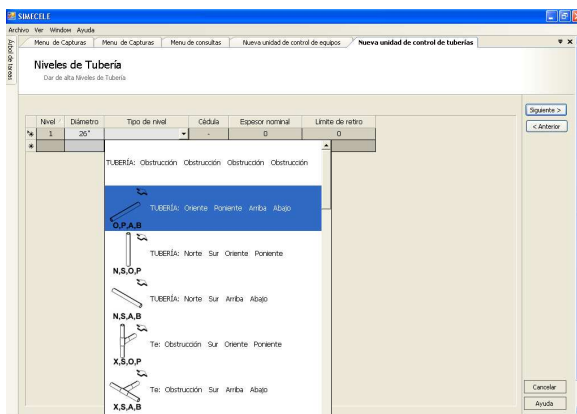 SIMECELE
Archivo Ver Window Ayuda
Menu de Capturas Menu de Capturas Menu de consultas Nueva unidad de control de equipos Nueva unidad de control de tuberías
Arbol de tareas
Niveles de Tubería
Dar de alta Niveles de Tubería
Siguiente >
< Anterior
Nivel Diámetro Tipo de nivel Cédula Espesor nominal Limite de retiro
1 26" - 0 0
TUBERÍA: Obstrucción Obstrucción Obstrucción Obstrucción
TUBERÍA: Oriente Poniente Arriba Abajo
O,P,A,B
TUBERÍA: Norte Sur Oriente Poniente
N,S,O,P
TUBERÍA: Norte Sur Arriba Abajo
N,S,A,B
Te: Obstrucción Sur Oriente Poniente
X,S,O,P
Te: Obstrucción Sur Arriba Abajo
X,S,A,B
Cancelar
Ayuda